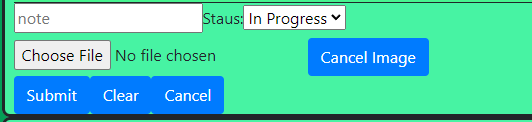 note Staus: In Progress
Choose File No file chosen Cancel Image
Submit Clear Cancel